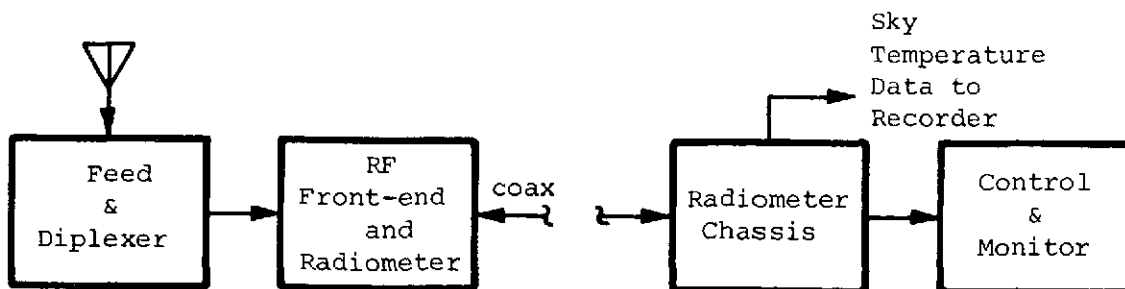 Sky
Temperature
Data to
Recorder
Feed
&
Diplexer
RF
Front-end
and
Radiometer
coax
Radiometer
Chassis
Control
&
Monitor